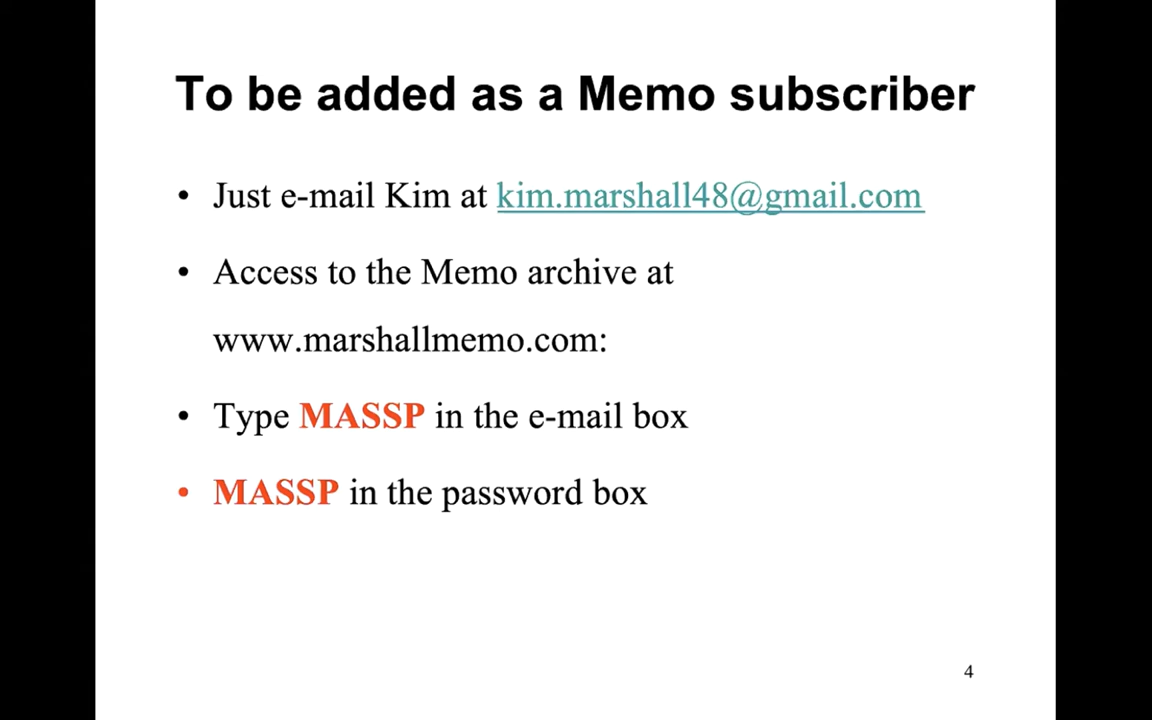 To be added as a Memo subscriber
• Just e-mail Kim at kim.marshall48@gmail.com
• Access to the Memo archive at
www.marshallmemo.com:
• Type MASSP in the e-mail box
• MASSP in the password box
4